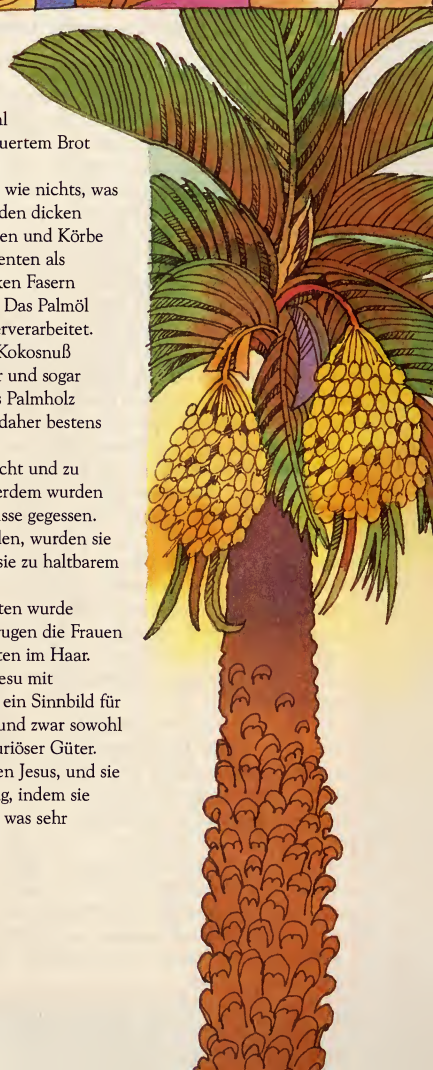 al
uertem Brot
wie nichts, was
den dicken
en und Körbe
enten als
ken Fasern
Das Palmöl
erverarbeitet.
Kokosnuß
r und sogar
s Palmholz
daher bestens
cht und zu
erdem wurden
sse gegessen.
len, wurden sie
sie zu haltbarem
ten wurde
rugen die Frauen
ten im Haar.
esu mit
ein Sinnbild für
und zwar sowohl
uriöser Güter.
en Jesus, und sie
g, indem sie
was sehr